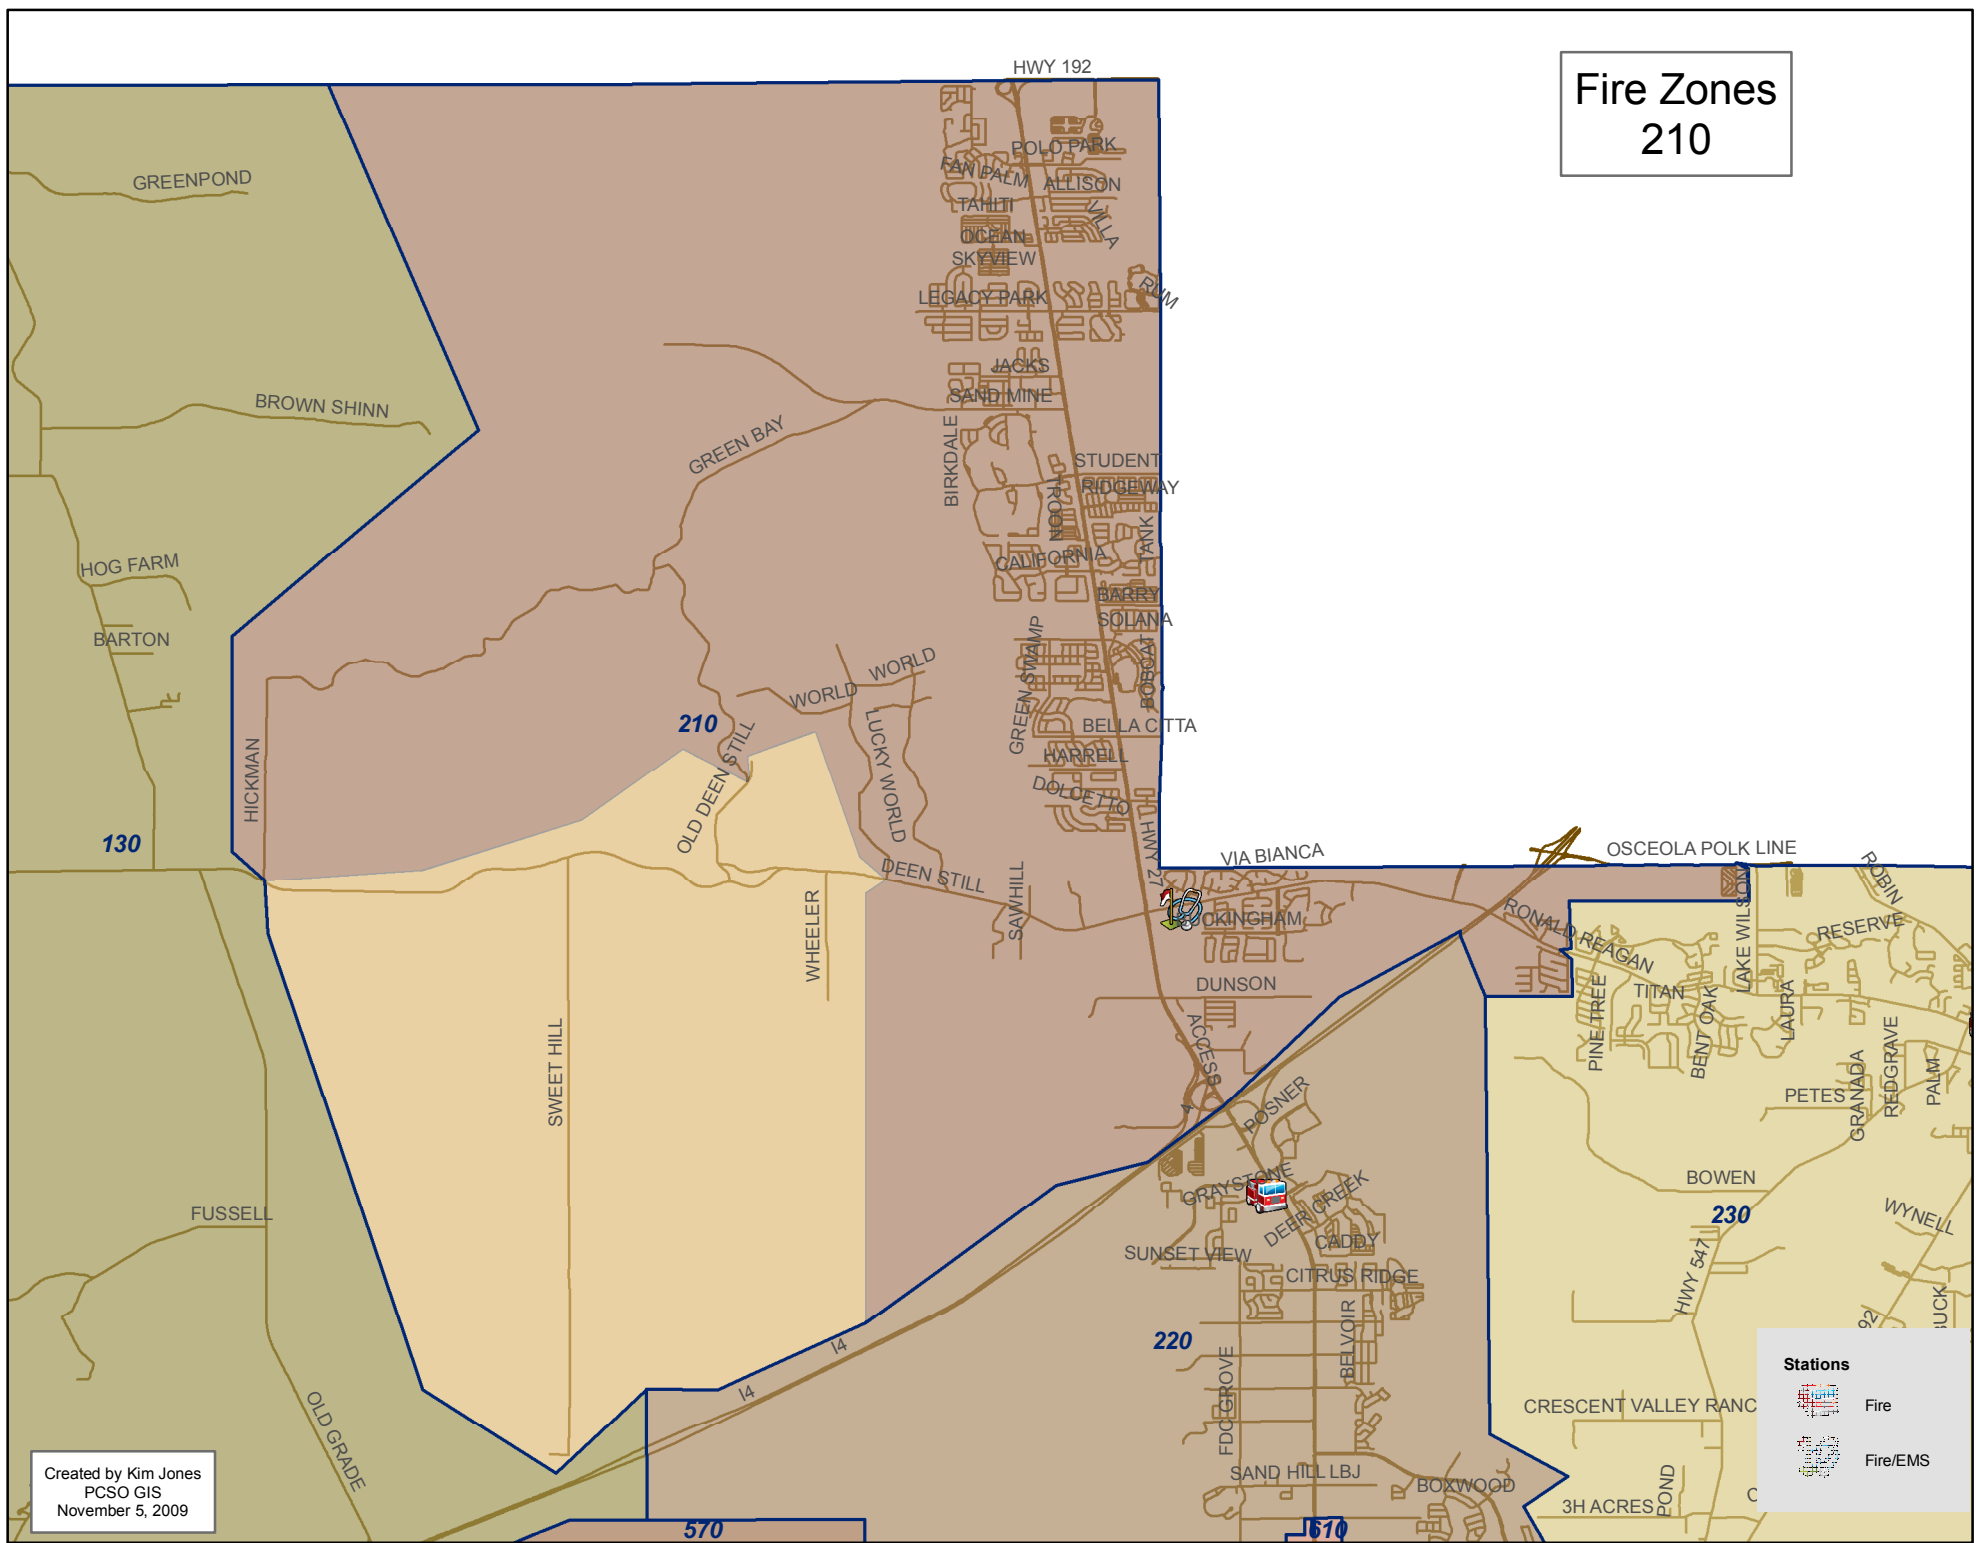 HWY 192
Fire Zones
210
POLO PARK
FAN PALM
ALLISON
GREENPOND
TAHITI
VILLA
OCEAN
SKYVIEW
RUM
LEGACY PARK
JACKS
SAND MINE
BROWN SHINN
GREEN BAY
BIRKDALE
STUDENT
RIDGEWAY
TROON
TANK
CALIFORNIA
HOG FARM
BARRY
SOLANA
BARTON
GREEN SWAMP
BOBCAT
WORLD
WORLD
210
BELLA CITTA
LUCKY WORLD
HARRELL
HICKMAN
OLD DEEN STILL
DOLCETTO
HWY 27
130
VIA BIANCA
OSCEOLA POLK LINE
ROBIN
DEEN STILL
SAWHILL
WHEELER
BUCKINGHAM
RONALD REAGAN
LAKE WILSON
RESERVE
DUNSON
PINE TREE
TITAN
BENT OAK
LAURA
ACCESS
SWEET HILL
4
POSNER
PETES
GRANADA
REDGRAVE
PALM
BOWEN
GRAYSTONE
DEER CREEK
FUSSELL
230
WYNELL
SUNSET VIEW
CADDY
CITRUS RIDGE
HWY 547
BUCK
92
220
I4
BELVOIR
FDC GROVE
I4
OLD GRADE
CRESCENT VALLEY RANC
Stations
Fire
Fire/EMS
SAND HILL LBJ
BOXWOOD
3H ACRES
POND
C
Created by Kim Jones
PCSO GIS
November 5, 2009
570
610